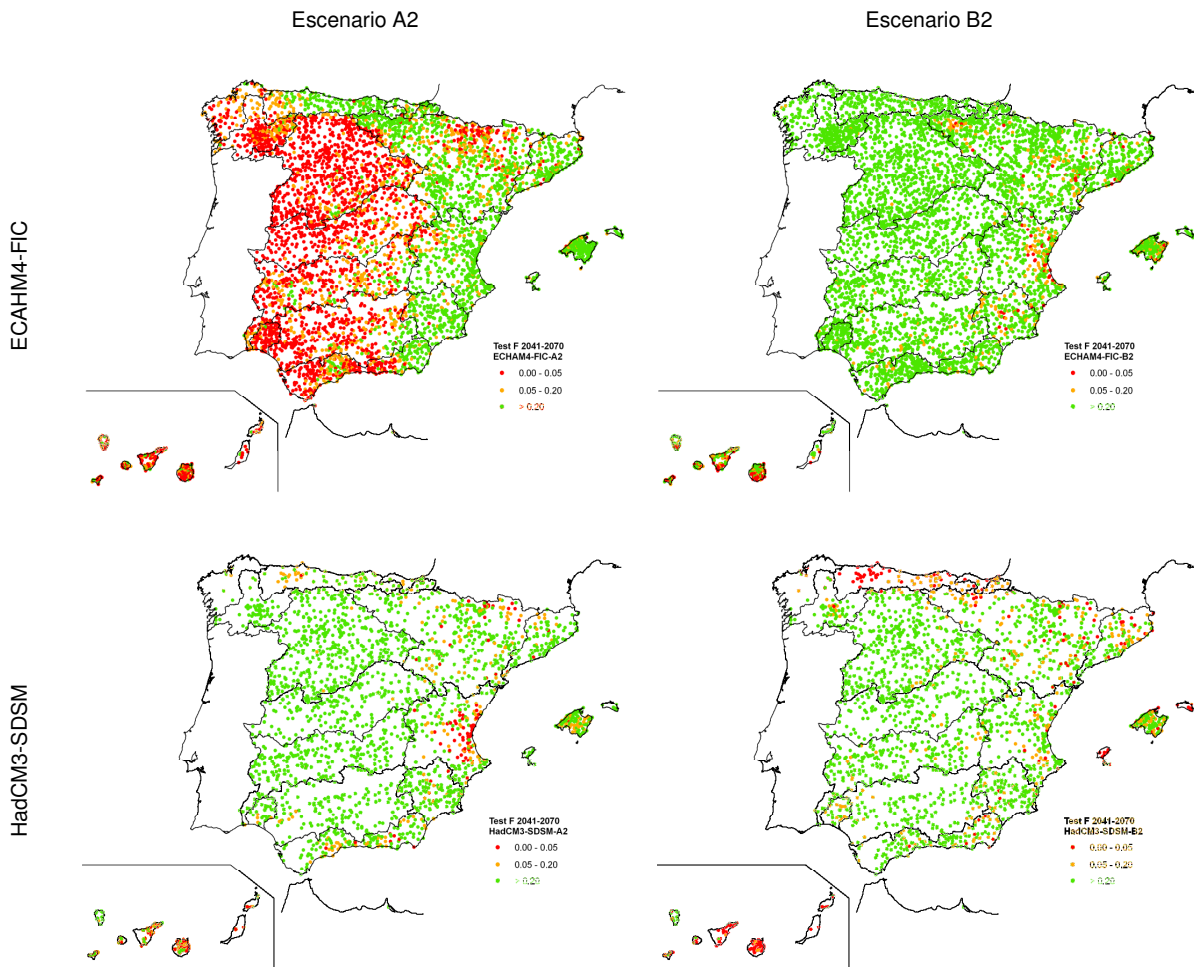 Escenario A2
Escenario B2
ECAHM4-FIC
Test F 2041-2070
ECHAM4-FIC-A2
0.00 - 0.05
0.05 - 0.20
> 0.20
Test F 2041-2070
ECHAM4-FIC-B2
0.00 - 0.05
0.05 - 0.20
> 0.20
HadCM3-SDSM
Test F 2041-2070
HadCM3-SDSM-A2
0.00 - 0.05
0.05 - 0.20
> 0.20
Test F 2041-2070
HadCM3-SDSM-B2
0.00 - 0.05
0.05 - 0.20
> 0.20